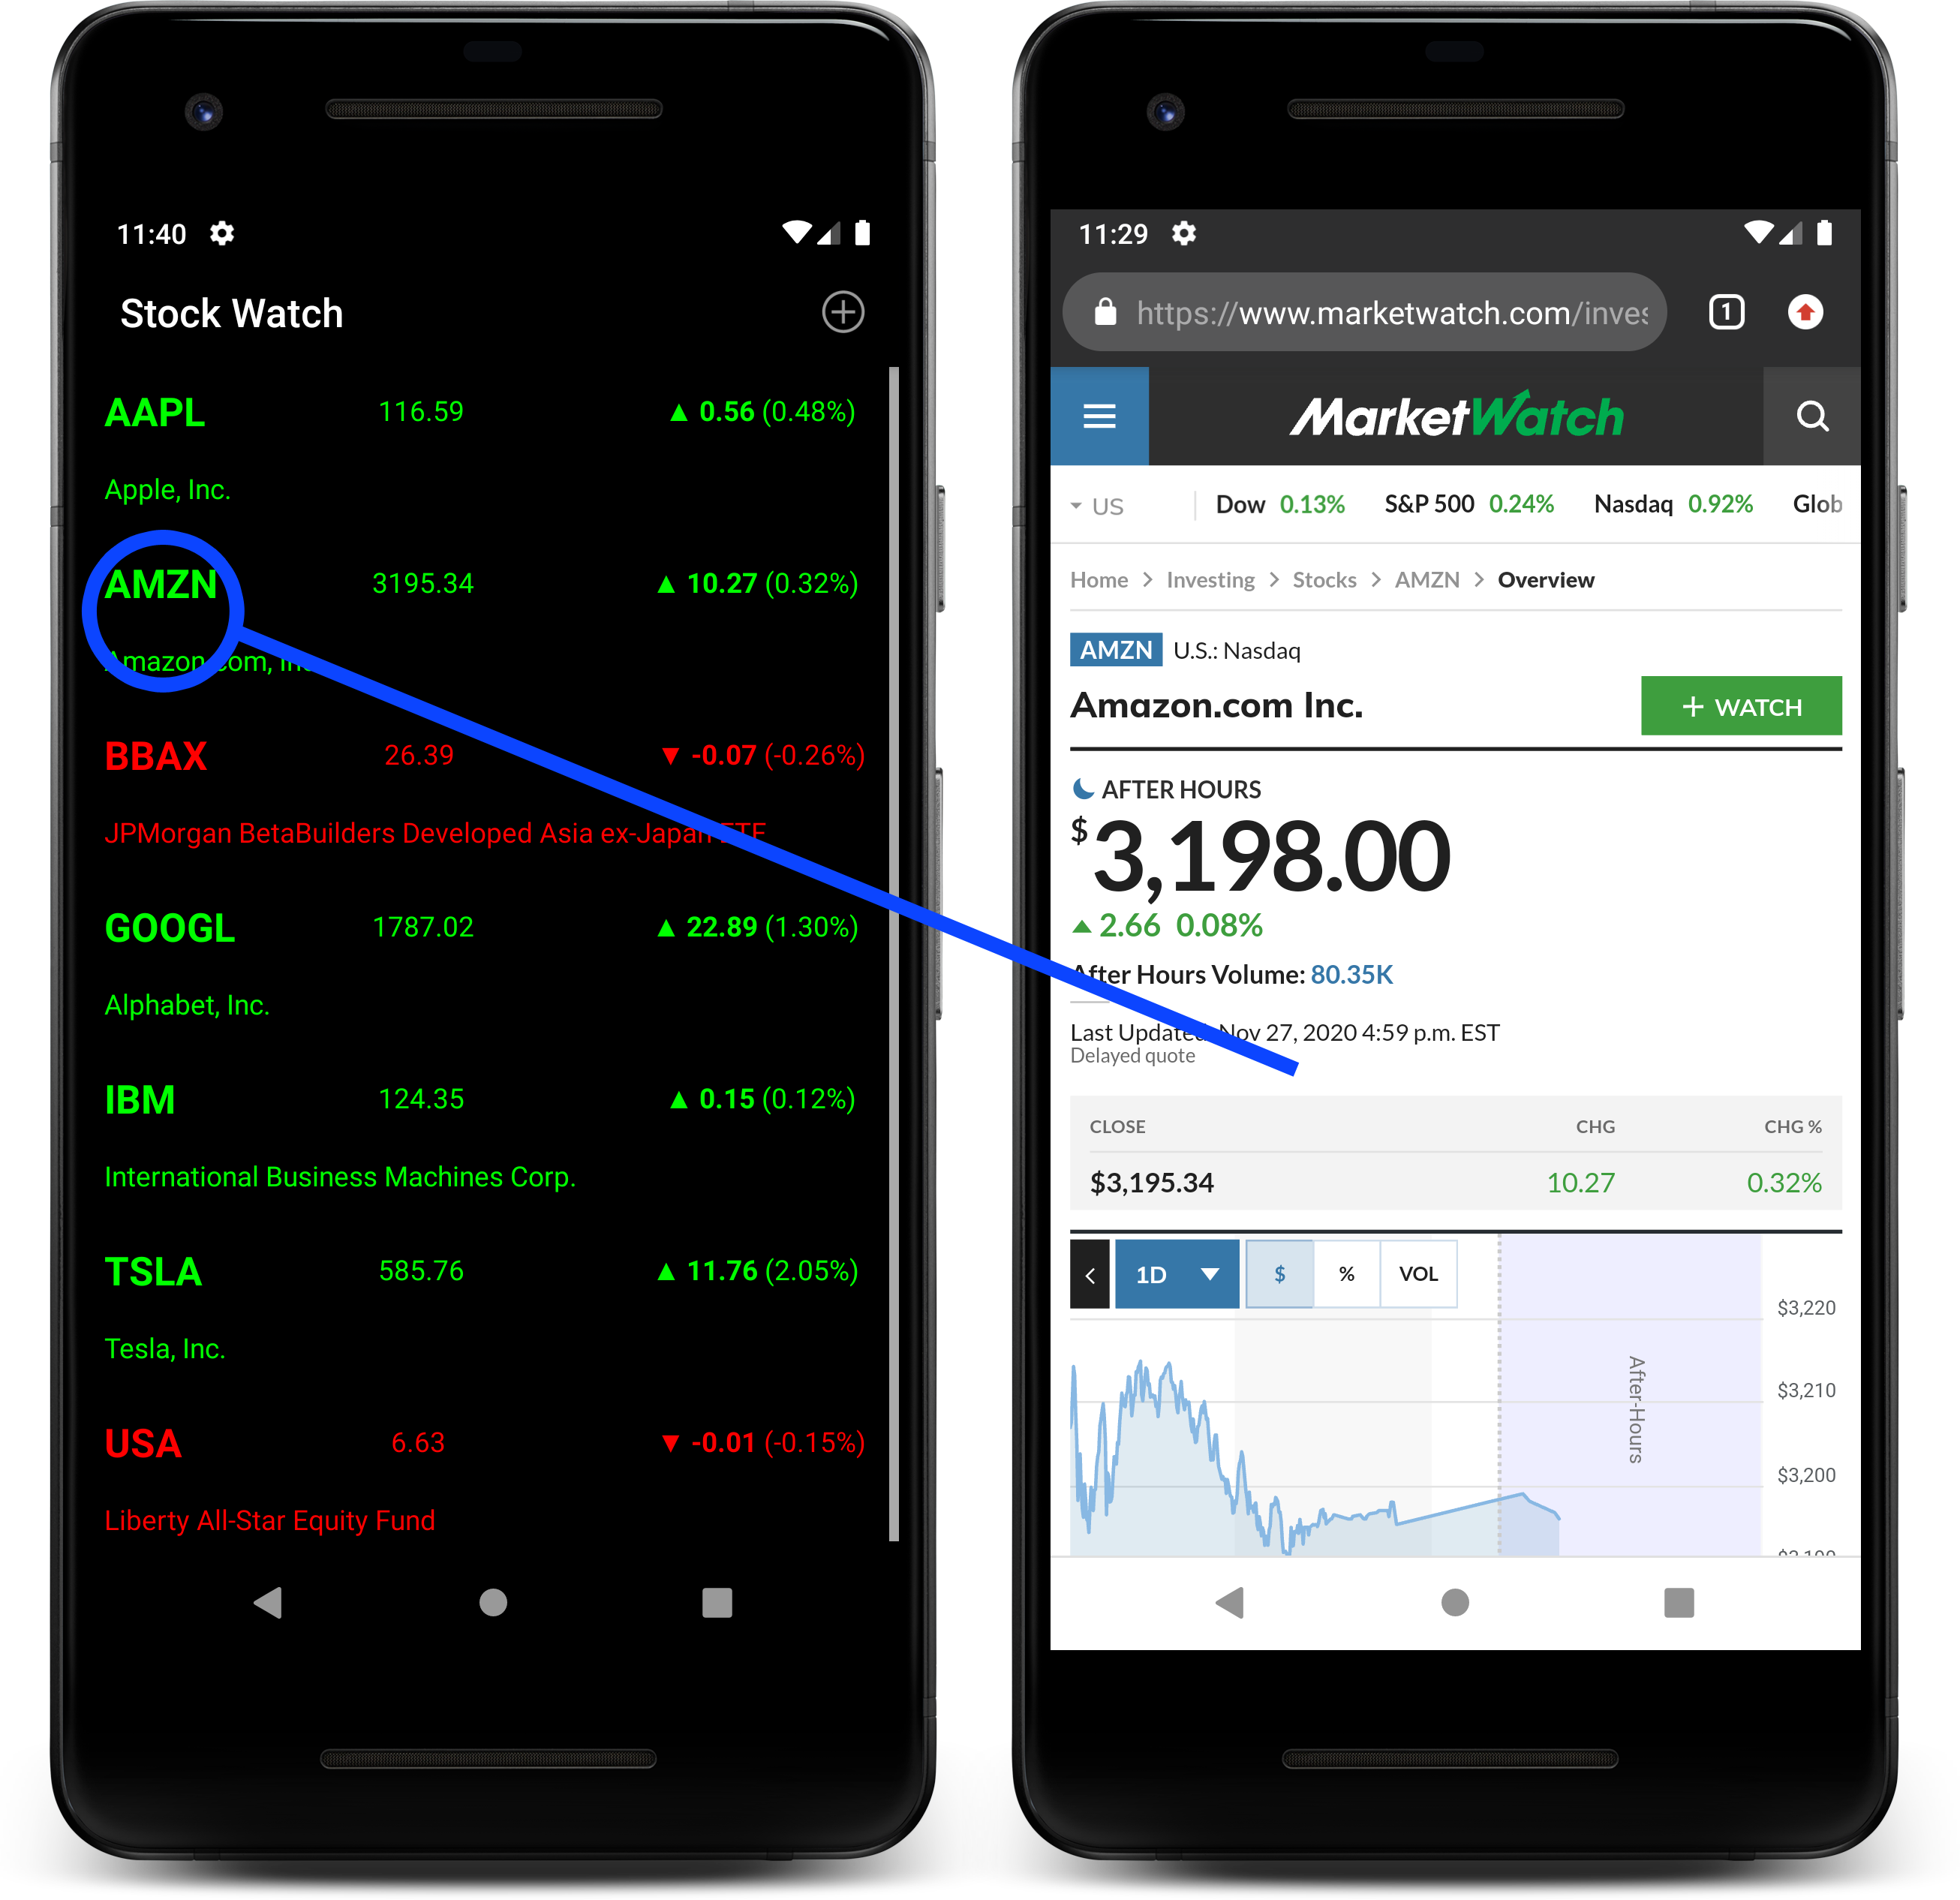 11:40
Stock Watch
AAPL 116.59 ▲ 0.56 (0.48%)
Apple, Inc.
AMZN 3195.34 ▲ 10.27 (0.32%)
Amazon.com, Inc.
BBAX 26.39 ▼ -0.07 (-0.26%)
JPMorgan BetaBuilders Developed Asia ex-Japan ETF
GOOGL 1787.02 ▲ 22.89 (1.30%)
Alphabet, Inc.
IBM 124.35 ▲ 0.15 (0.12%)
International Business Machines Corp.
TSLA 585.76 ▲ 11.76 (2.05%)
Tesla, Inc.
USA 6.63 ▼ -0.01 (-0.15%)
Liberty All-Star Equity Fund
11:29
https://www.marketwatch.com/inves
1
MarketWatch
US Dow 0.13% S&P 500 0.24% Nasdaq 0.92% Glob
Home > Investing > Stocks > AMZN > Overview
AMZN U.S.: Nasdaq
Amazon.com Inc.
+ WATCH
AFTER HOURS
$3,198.00
▲ 2.66 0.08%
After Hours Volume: 80.35K
Last Updated: Nov 27, 2020 4:59 p.m. EST
Delayed quote
CLOSE CHG CHG %
$3,195.34 10.27 0.32%
1D $ % VOL
$3,220
$3,210
$3,200
After-Hours